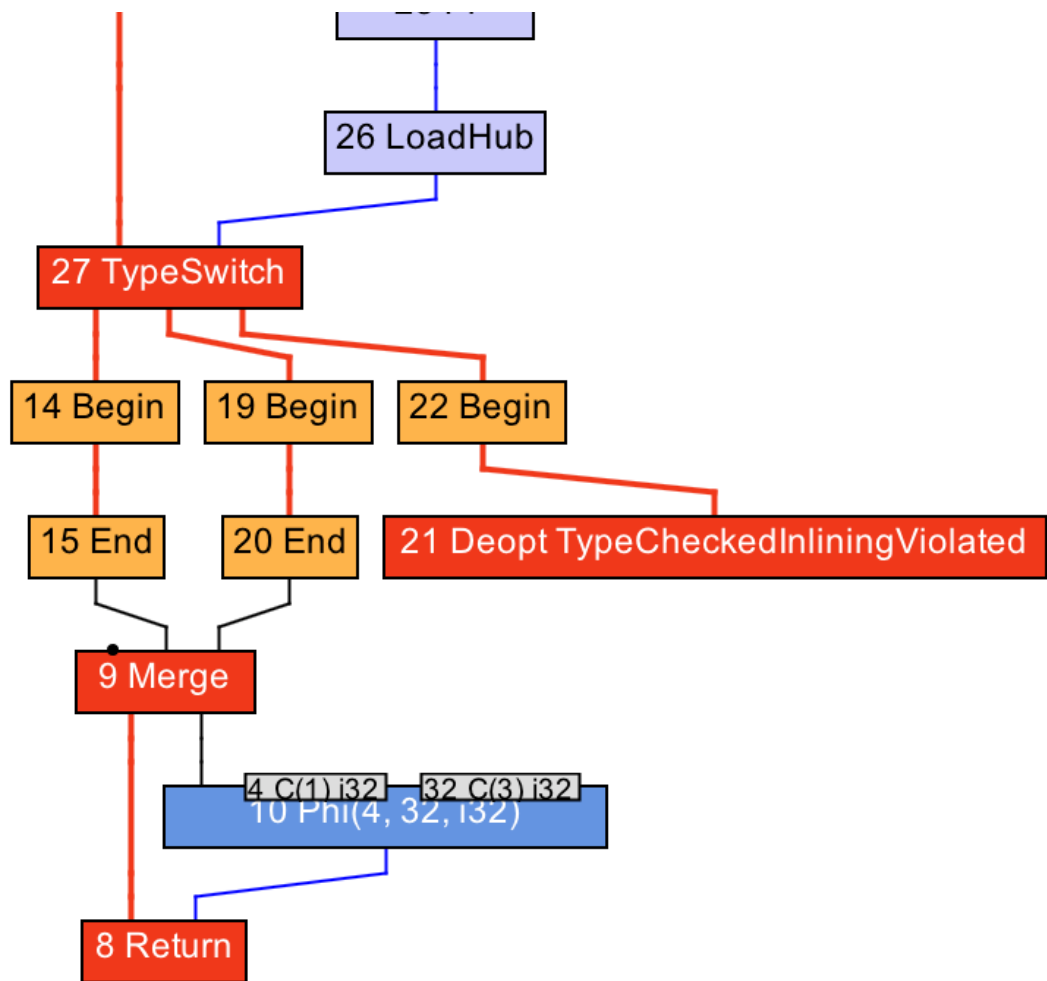 26 LoadHub
27 TypeSwitch
14 Begin
19 Begin
22 Begin
15 End
20 End
21 Deopt TypeCheckedInliningViolated
9 Merge
4 C(1) i32
32 C(3) i32
10 Phi(4, 32, i32)
8 Return